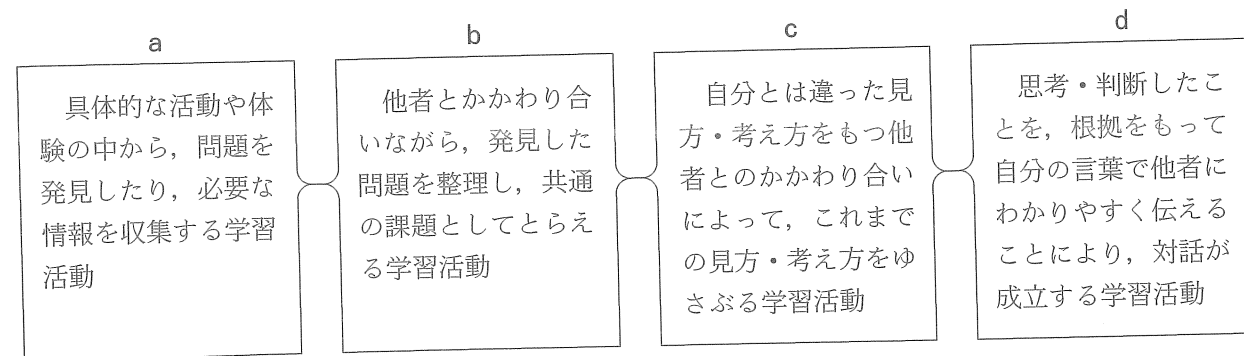 a
具体的な活動や体
験の中から，問題を
発見したり，必要な
情報を収集する学習
活動
b
他者とかかわり合
いながら，発見した
問題を整理し，共通
の課題としてとらえ
る学習活動
c
自分とは違った見
方・考え方をもつ他
者とのかかわり合い
によって，これまで
の見方・考え方をゆ
さぶる学習活動
d
思考・判断したこ
とを，根拠をもって
自分の言葉で他者に
わかりやすく伝える
ことにより，対話が
成立する学習活動